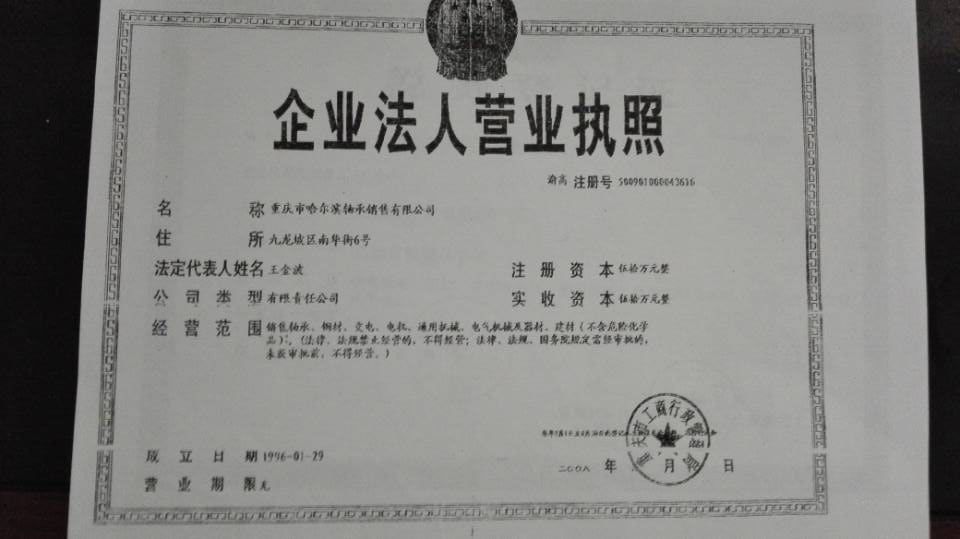 企业法人营业执照
渝高 注册号 500901000043616
名称 重庆市哈尔滨轴承销售有限公司
住所 九龙坡区南华街6号
法定代表人姓名 王金波 注册资本 伍拾万元整
公司类型 有限责任公司 实收资本 伍拾万元整
经营范围 销售轴承、钢材、交电、电机、通用机械、电气机械及器材、建材(不含危险化学
品)。(法律、法规禁止经营的,不得经营;法律、法规、国务院规定需经审批的,
未获审批前,不得经营。)
成立日期 1996-01-29
二〇〇八 年 月 日
营业期限 无